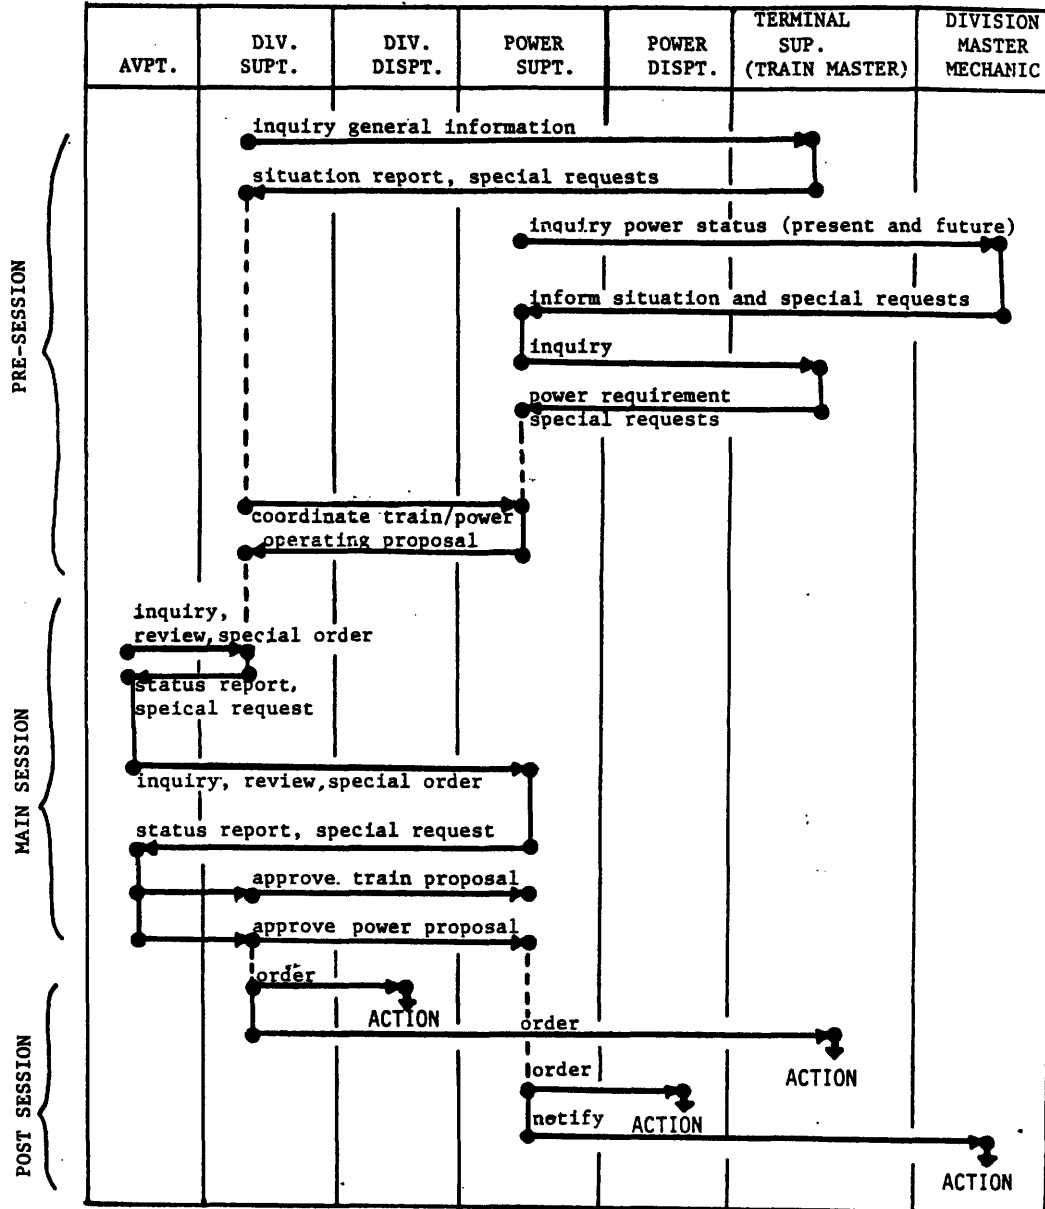 AVPT.
DIV.
SUPT.
DIV.
DISPT.
POWER
SUPT.
POWER
DISPT.
TERMINAL
SUP.
(TRAIN MASTER)
DIVISION
MASTER
MECHANIC
PRE-SESSION
inquiry general information
situation report, special requests
inquiry power status (present and future)
inform situation and special requests
inquiry
power requirement
special requests
coordinate train/power
operating proposal
MAIN SESSION
inquiry,
review, special order
status report,
speical request
inquiry, review, special order
status report, special request
approve train proposal
approve power proposal
POST SESSION
order
ACTION
order
ACTION
order
ACTION
notify
ACTION